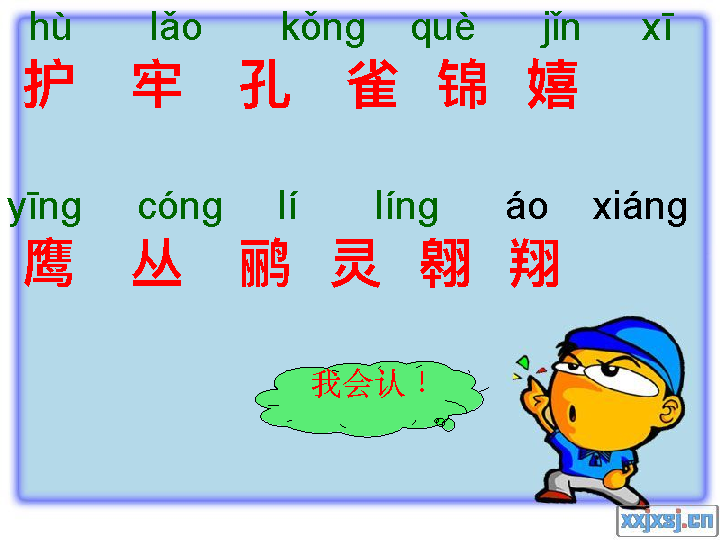 hù lǎo kǒng què jǐn xī
护 牢 孔 雀 锦 嬉
yīng cóng lí líng áo xiáng
鹰 丛 鹂 灵 翱 翔
我会认！
xxjxsj.cn